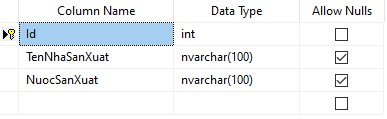 Column Name Data Type Allow Nulls
Id int
TenNhaSanXuat nvarchar(100)
NuocSanXuat nvarchar(100)